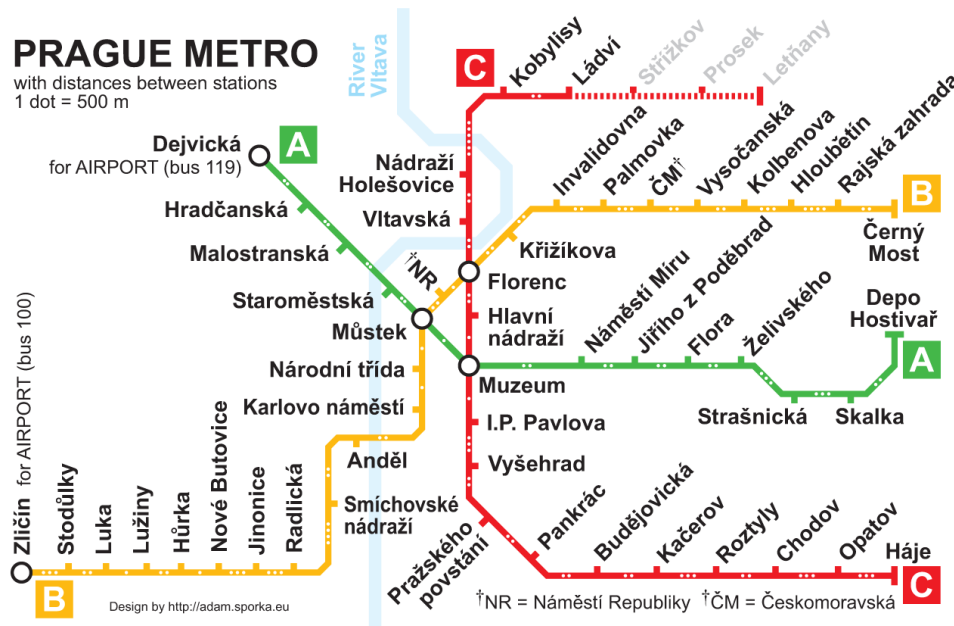 PRAGUE METRO
with distances between stations
1 dot = 500 m
River
Vltava
C
Kobylisy
Ládví
Střížkov
Prosek
Letňany
Dejvická
for AIRPORT (bus 119)
A
Hradčanská
Malostranská
Staroměstská
Můstek
†NR
Nádraží
Holešovice
Vltavská
Florenc
Hlavní
nádraží
Muzeum
I.P. Pavlova
Vyšehrad
Křižíkova
Invalidovna
Palmovka
ČM†
Vysočanská
Kolbenova
Hloubětín
Rajská zahrada
B
Černý
Most
Náměstí Míru
Jiřího z Poděbrad
Flora
Želivského
Strašnická
Skalka
Depo
Hostivař
A
Národní třída
Karlovo náměstí
Anděl
Smíchovské
nádraží
Zličín for AIRPORT (bus 100)
Stodůlky
Luka
Lužiny
Hůrka
Nové Butovice
Jinonice
Radlická
B
Pražského
povstání
Pankrác
Budějovická
Kačerov
Roztyly
Chodov
Opatov
Háje
C
Design by http://adam.sporka.eu
†NR = Náměstí Republiky †ČM = Českomoravská